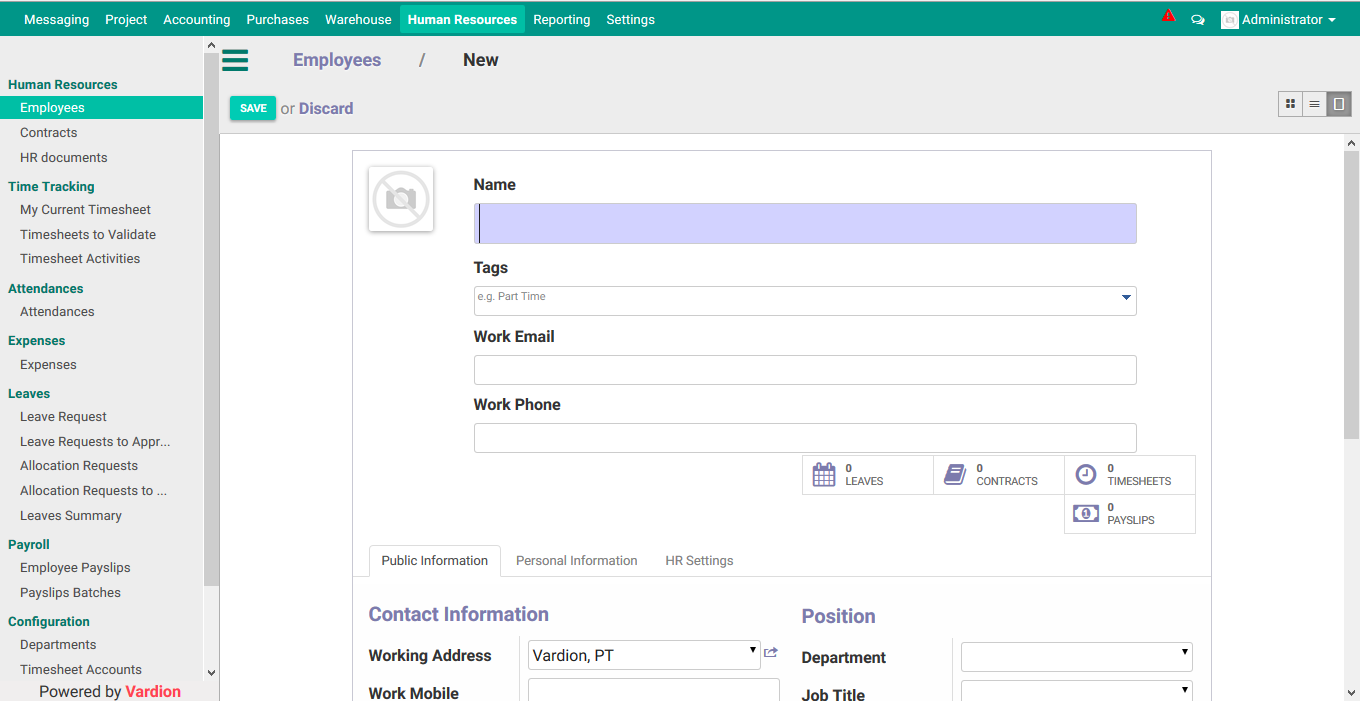 Messaging Project Accounting Purchases Warehouse Human Resources Reporting Settings Administrator
Employees / New
SAVE or Discard
Human Resources
Employees
Contracts
HR documents
Time Tracking
My Current Timesheet
Timesheets to Validate
Timesheet Activities
Attendances
Attendances
Expenses
Expenses
Leaves
Leave Request
Leave Requests to Appr...
Allocation Requests
Allocation Requests to ...
Leaves Summary
Payroll
Employee Payslips
Payslips Batches
Configuration
Departments
Timesheet Accounts
Powered by Vardion
Name
Tags
e.g. Part Time
Work Email
Work Phone
0 LEAVES
0 CONTRACTS
0 TIMESHEETS
1
0 PAYSLIPS
Public Information Personal Information HR Settings
Contact Information
Working Address Vardion, PT
Work Mobile
Position
Department
Job Title